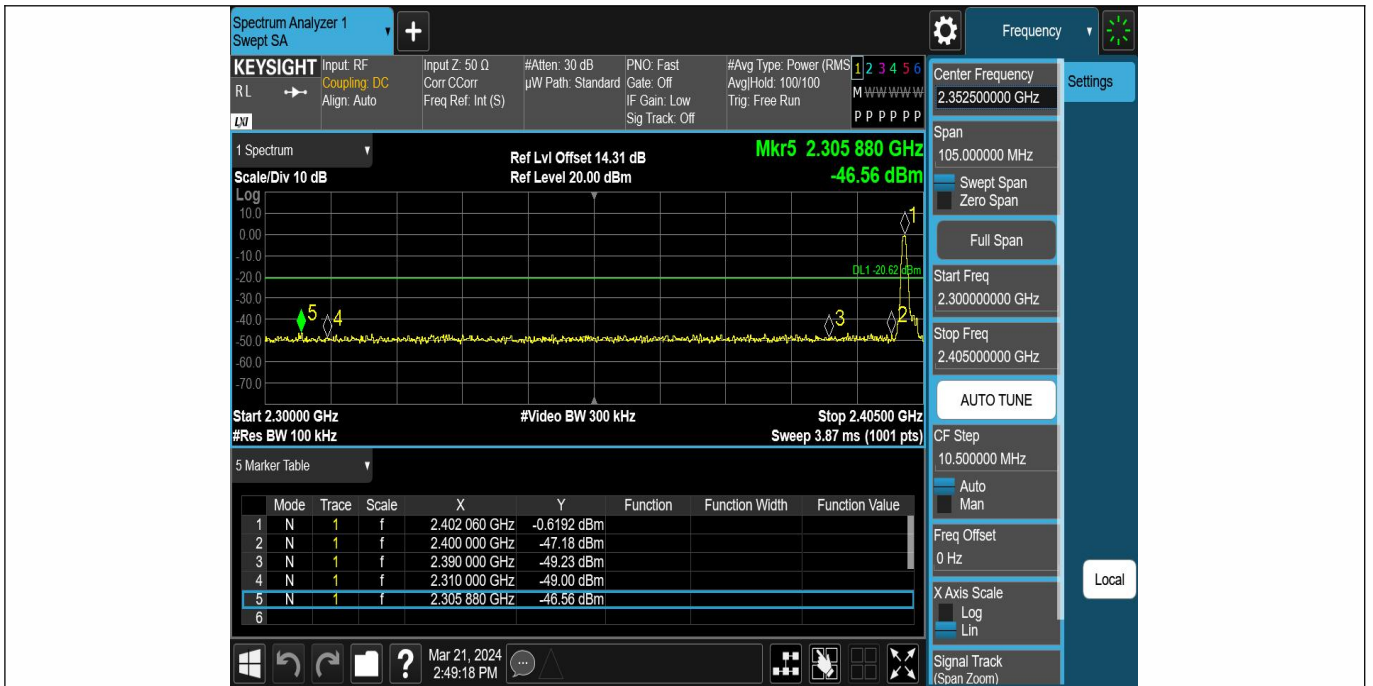 Spectrum Analyzer 1
Swept SA
+
Frequency
KEYSIGHT
RL
LXI
Input: RF
Coupling: DC
Align: Auto
Input Z: 50 Ω
Corr CCorr
Freq Ref: Int (S)
#Atten: 30 dB
µW Path: Standard
PNO: Fast
Gate: Off
IF Gain: Low
Sig Track: Off
#Avg Type: Power (RMS
Avg|Hold: 100/100
Trig: Free Run
1 2 3 4 5 6
M W W W W W
P P P P P P
1 Spectrum
Scale/Div 10 dB
Ref Lvl Offset 14.31 dB
Ref Level 20.00 dBm
Mkr5 2.305 880 GHz
-46.56 dBm
Log
10.0
0.00
-10.0
-20.0
-30.0
-40.0
-50.0
-60.0
-70.0
1
DL1 -20.62 dBm
5
4
3
2
Start 2.30000 GHz
#Video BW 300 kHz
Stop 2.40500 GHz
#Res BW 100 kHz
Sweep 3.87 ms (1001 pts)
5 Marker Table
Mode Trace Scale X Y Function Function Width Function Value
1 N 1 f 2.402 060 GHz -0.6192 dBm
2 N 1 f 2.400 000 GHz -47.18 dBm
3 N 1 f 2.390 000 GHz -49.23 dBm
4 N 1 f 2.310 000 GHz -49.00 dBm
5 N 1 f 2.305 880 GHz -46.56 dBm
6
Center Frequency
2.352500000 GHz
Settings
Span
105.000000 MHz
Swept Span
Zero Span
Full Span
Start Freq
2.300000000 GHz
Stop Freq
2.405000000 GHz
AUTO TUNE
CF Step
10.500000 MHz
Auto
Man
Freq Offset
0 Hz
X Axis Scale
Log
Lin
Local
Signal Track
(Span Zoom)
?
Mar 21, 2024
2:49:18 PM